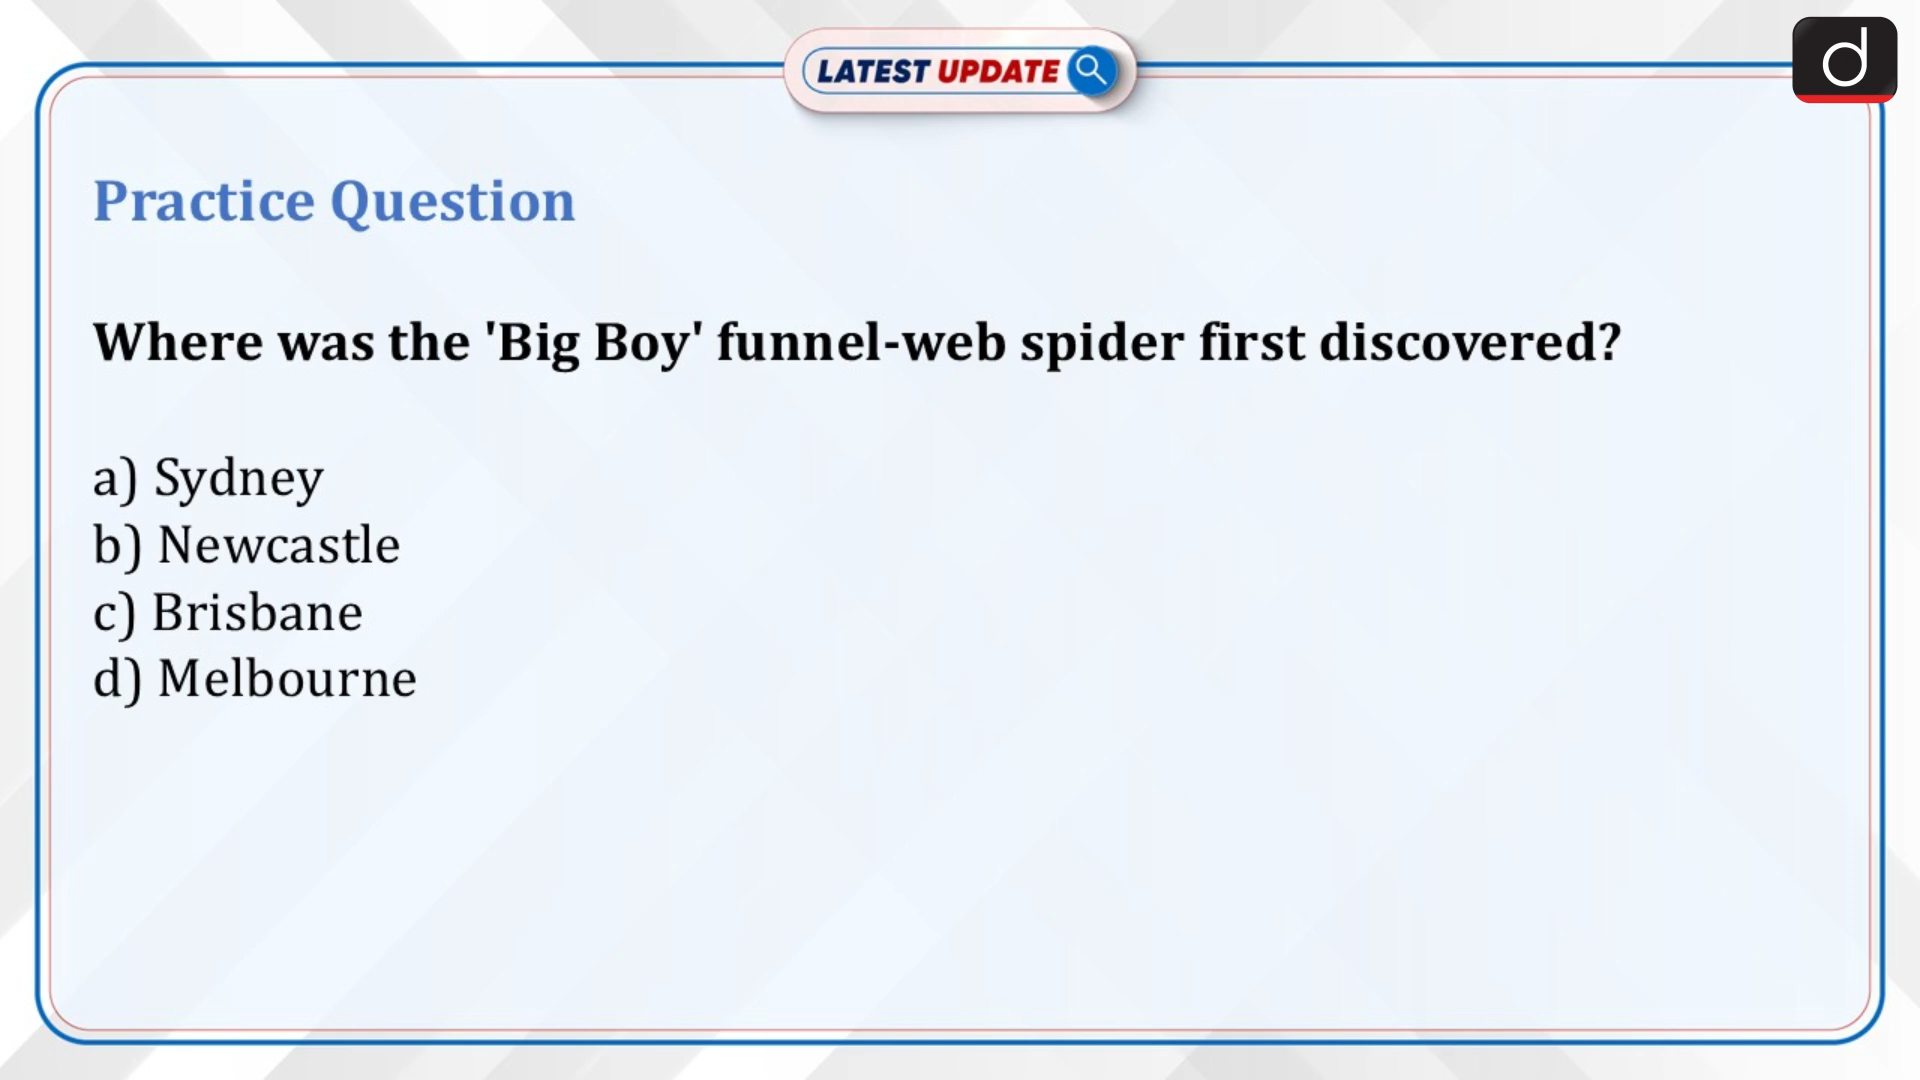 LATEST UPDATE
d
Practice Question
Where was the 'Big Boy' funnel-web spider first discovered?
a) Sydney
b) Newcastle
c) Brisbane
d) Melbourne